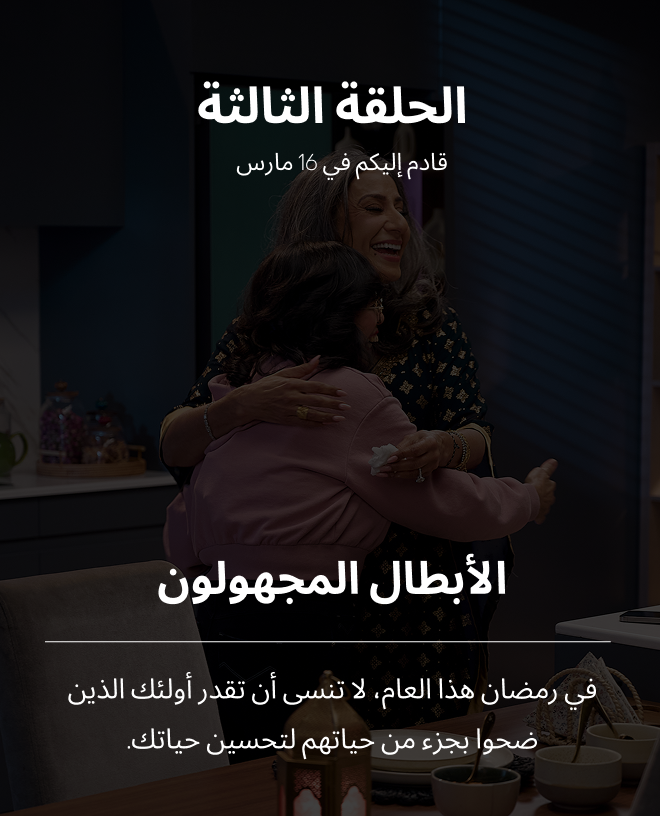 الحلقة الثالثة
قادم إليكم في 16 مارس
الأبطال المجهولون
في رمضان هذا العام، لا تنسى أن تقدر أولئك الذين
ضحوا بجزء من حياتهم لتحسين حياتك.